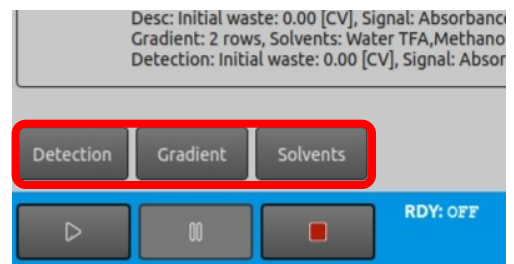 Desc: Initial waste: 0.00 [CV], Signal: Absorbance
Gradient: 2 rows, Solvents: Water TFA,Methano
Detection: Initial waste: 0.00 [CV], Signal: Absor
Detection Gradient Solvents
RDY: OFF